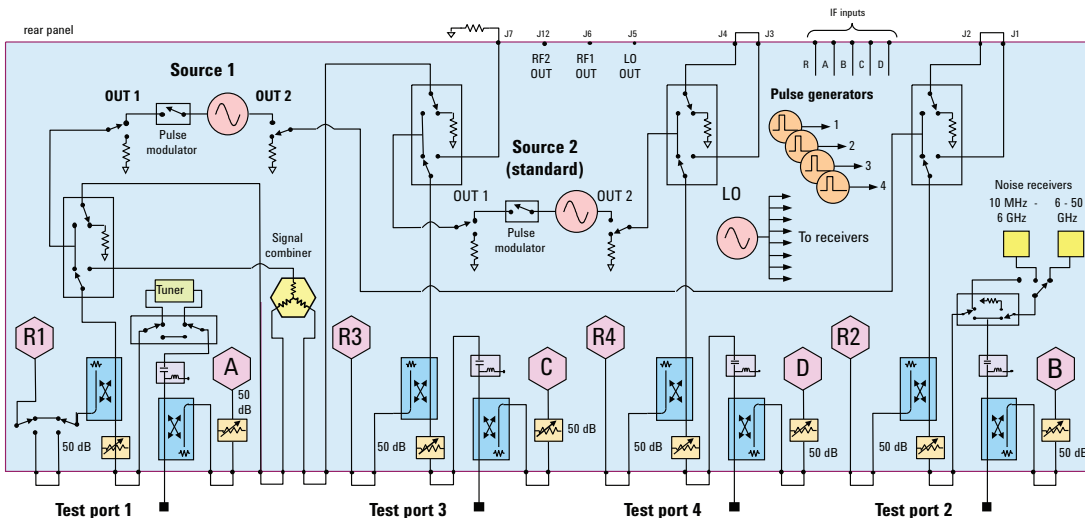 rear panel
J7
J12
J6
J5
J4
J3
IF inputs
J2
J1
RF2
OUT
RF1
OUT
LO
OUT
R
A
B
C
D
Source 1
OUT 1
OUT 2
Pulse
modulator
Pulse generators
1
2
3
4
Source 2
(standard)
OUT 1
OUT 2
Pulse
modulator
LO
To receivers
Noise receivers
10 MHz -
6 GHz
6 - 50
GHz
Signal
combiner
Tuner
R1
A
R3
C
R4
D
R2
B
50
dB
50 dB
50 dB
50 dB
50 dB
50 dB
50 dB
50 dB
Test port 1
Test port 3
Test port 4
Test port 2